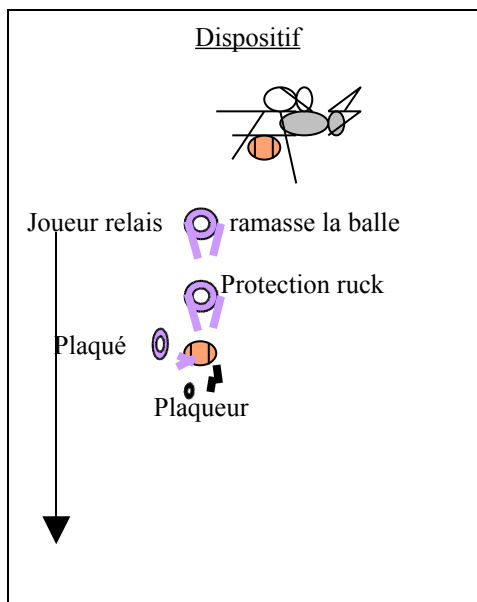 Dispositif
Joueur relais ramasse la balle
Protection ruck
Plaqué
Plaqueur